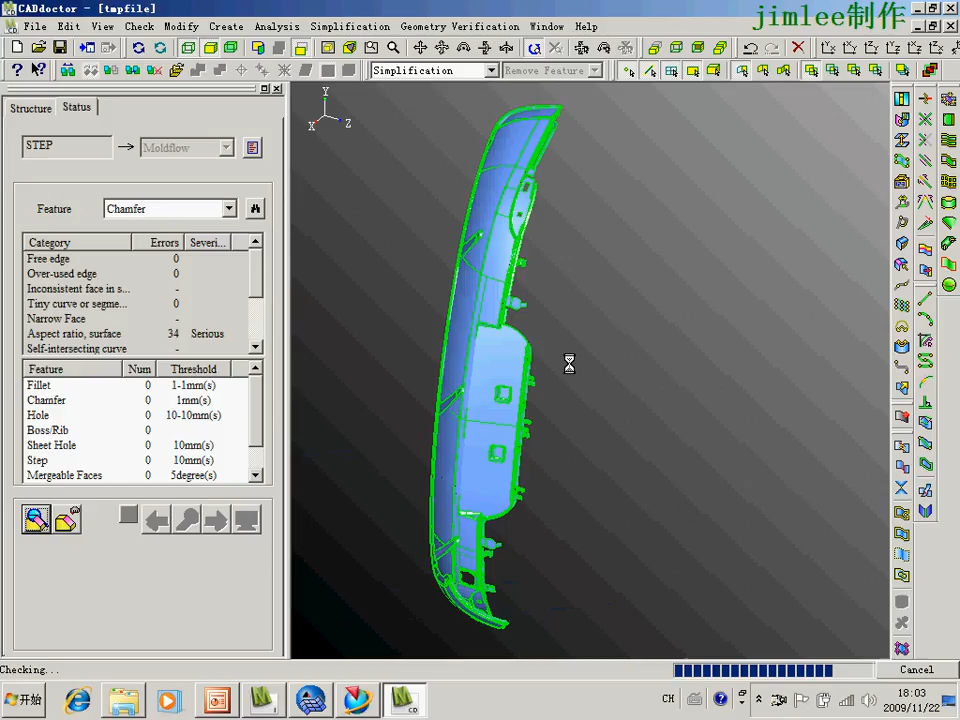 CADoctor - [tmpfile]
jimlee制作
File Edit View Check Modify Create Analysis Simplification Geometry Verification Window Help
Simplification
Remove Feature
Structure Status
STEP
Moldflow
Feature
Chamfer
Category Errors Severi...
Free edge 0
Over-used edge 0
Inconsistent face in s... -
Tiny curve or segme... 0
Narrow Face -
Aspect ratio, surface 34 Serious
Self-intersecting curve -
Feature Num Threshold
Fillet 0 1-1mm(s)
Chamfer 0 1mm(s)
Hole 0 10-10mm(s)
Boss/Rib 0
Sheet Hole 0 10mm(s)
Step 0 10mm(s)
Mergeable Faces 0 5degree(s)
Y
X
Z
Checking...
Cancel
开始
CD
CH
18:03
2009/11/22